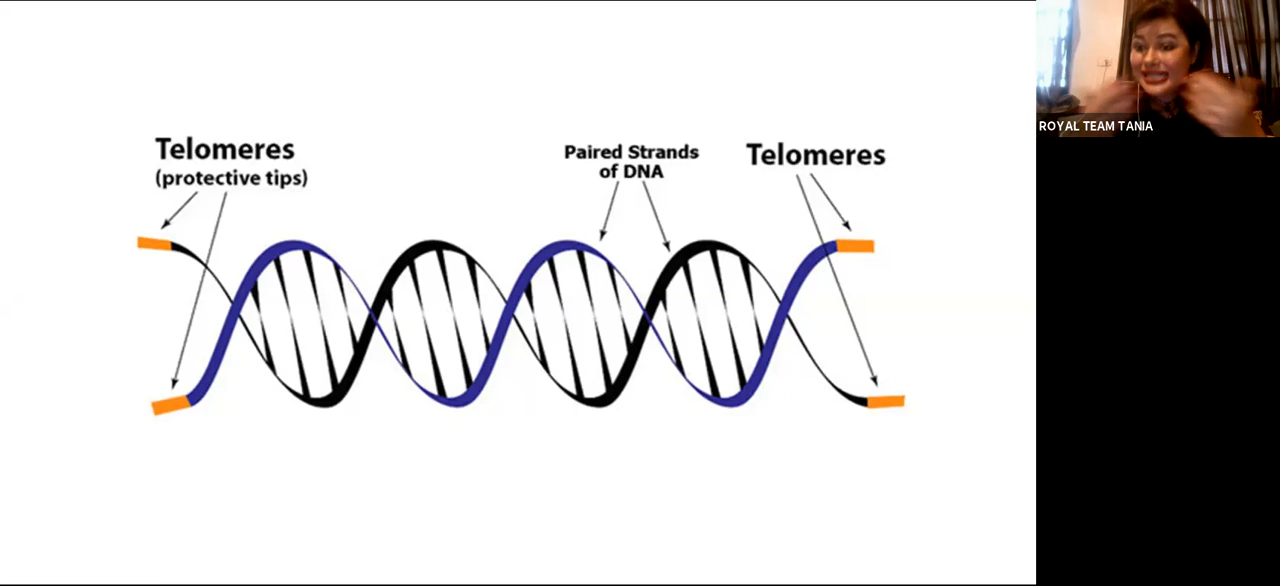 Telomeres
(protective tips)
Paired Strands
of DNA
Telomeres
ROYAL TEAM TANIA